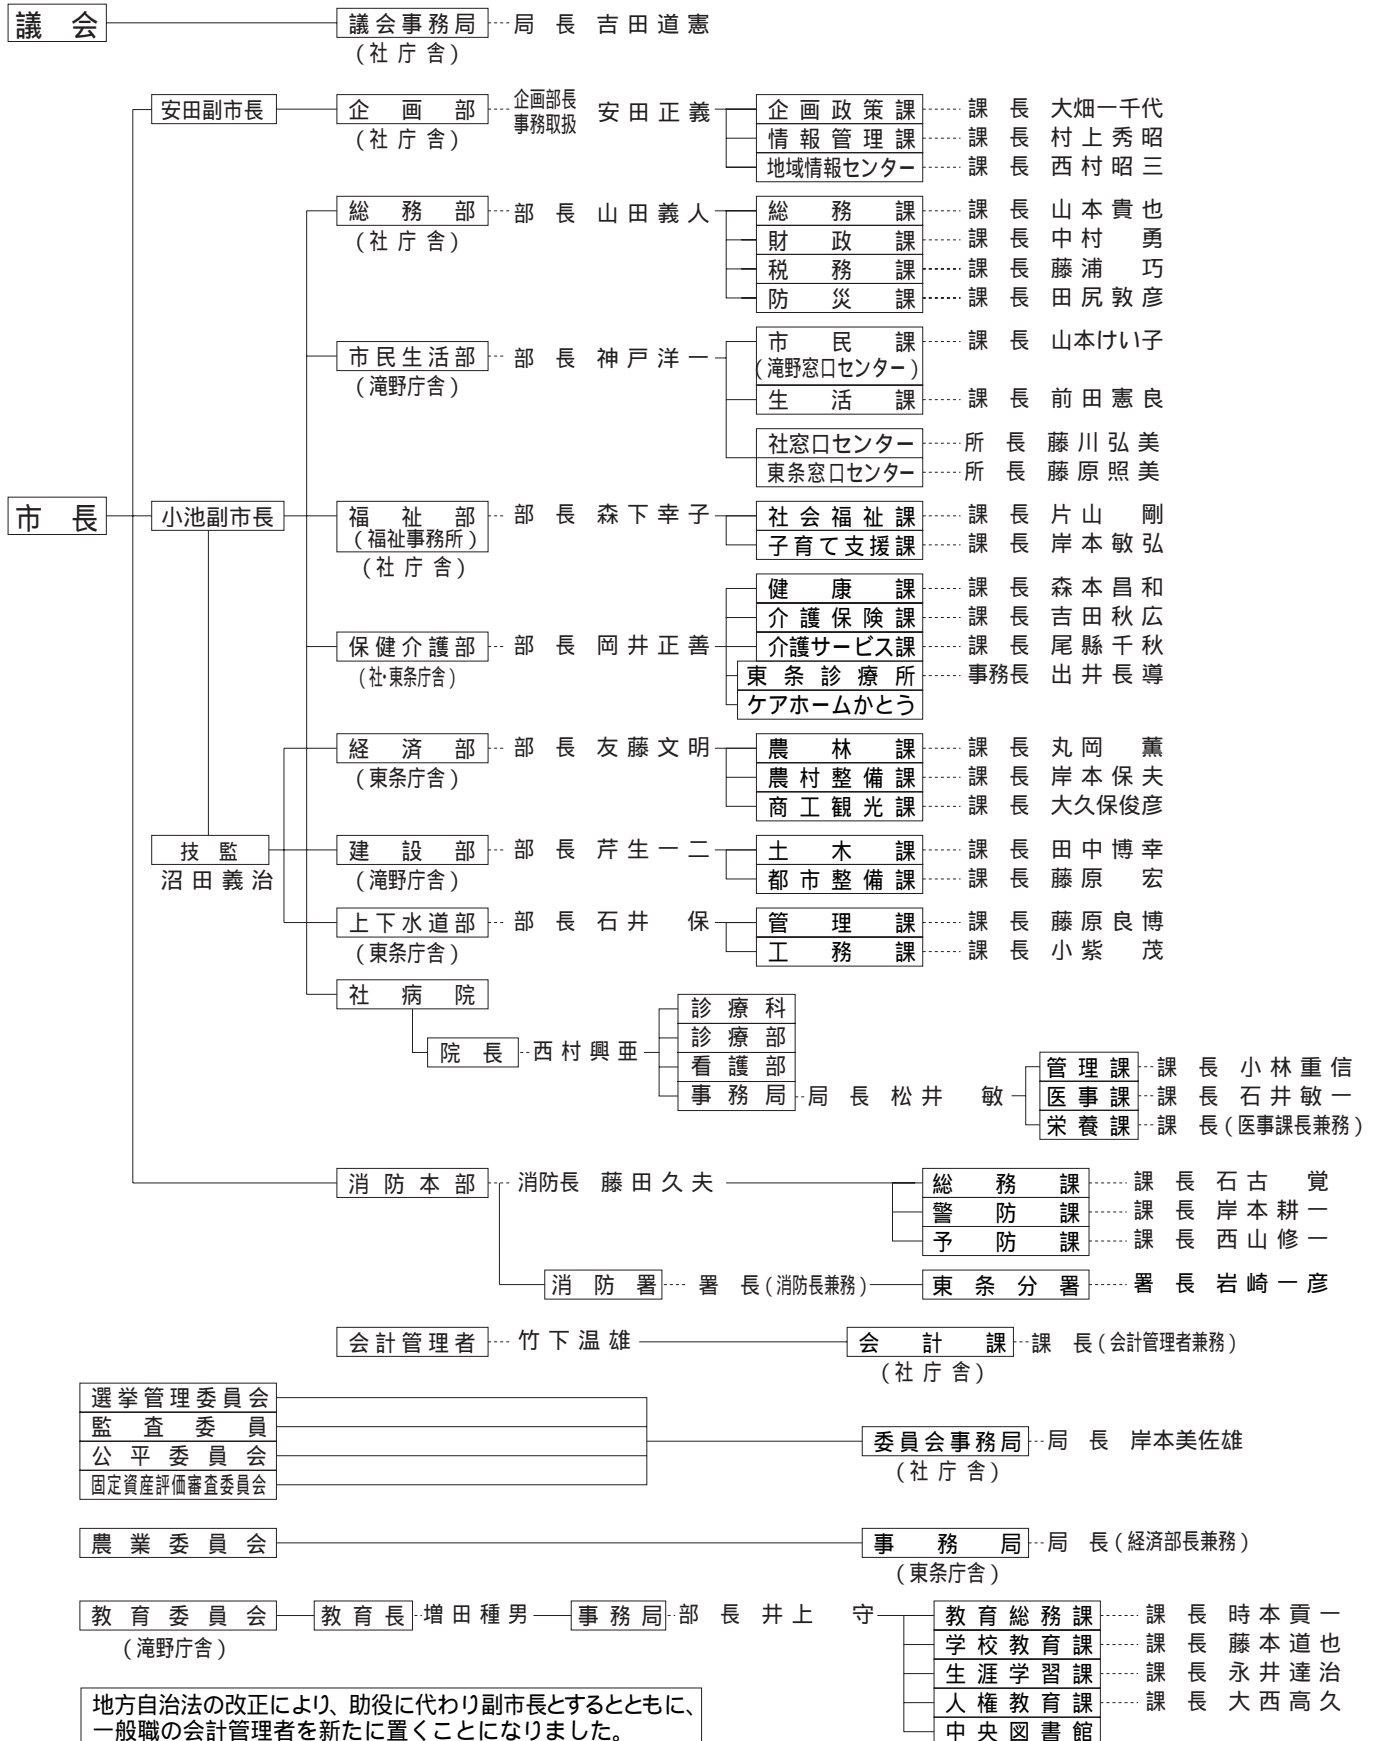 議会 議会事務局 局長 吉田道憲
(社庁舎)
安田副市長 企画部 企画部長事務取扱 安田正義 企画政策課 課長 大畑一千代
(社庁舎) 情報管理課 課長 村上秀昭
地域情報センター 課長 西村昭三
総務部 部長 山田義人 総務課 課長 山本貴也
(社庁舎) 財政課 課長 中村勇
税務課 課長 藤浦巧
防災課 課長 田尻敦彦
市民生活部 部長 神戸洋一 市民課 課長 山本けい子
(滝野庁舎) (滝野窓口センター)
生活課 課長 前田憲良
社窓口センター 所長 藤川弘美
東条窓口センター 所長 藤原照美
市長 小池副市長 福祉部 部長 森下幸子 社会福祉課 課長 片山剛
(福祉事務所) 子育て支援課 課長 岸本敏弘
(社庁舎)
健康課 課長 森本昌和
介護保険課 課長 吉田秋広
保健介護部 部長 岡井正善 介護サービス課 課長 尾縣千秋
(社・東条庁舎) 東条診療所 事務長 出井長導
ケアホームかとう
経済部 部長 友藤文明 農林課 課長 丸岡薫
(東条庁舎) 農村整備課 課長 岸本保夫
商工観光課 課長 大久保俊彦
技監 建設部 部長 芹生一二 土木課 課長 田中博幸
沼田義治 (滝野庁舎) 都市整備課 課長 藤原宏
上下水道部 部長 石井保 管理課 課長 藤原良博
(東条庁舎) 工務課 課長 小紫茂
社病院
診療科
診療部
院長 西村興亜
看護部
事務局 局長 松井敏
管理課 課長 小林重信
医事課 課長 石井敏一
栄養課 課長(医事課長兼務)
消防本部 消防長 藤田久夫 総務課 課長 石古覚
警防課 課長 岸本耕一
予防課 課長 西山修一
消防署 署長(消防長兼務) 東条分署 署長 岩崎一彦
会計管理者 竹下温雄 会計課 課長(会計管理者兼務)
(社庁舎)
選挙管理委員会
監査委員
公平委員会
固定資産評価審査委員会
委員会事務局 局長 岸本美佐雄
(社庁舎)
農業委員会 事務局 局長(経済部長兼務)
(東条庁舎)
教育委員会 教育長 増田種男 事務局 部長 井上守 教育総務課 課長 時本貢一
(滝野庁舎) 学校教育課 課長 藤本道也
生涯学習課 課長 永井達治
人権教育課 課長 大西高久
中央図書館
地方自治法の改正により、助役に代わり副市長とするとともに、
一般職の会計管理者を新たに置くことになりました。